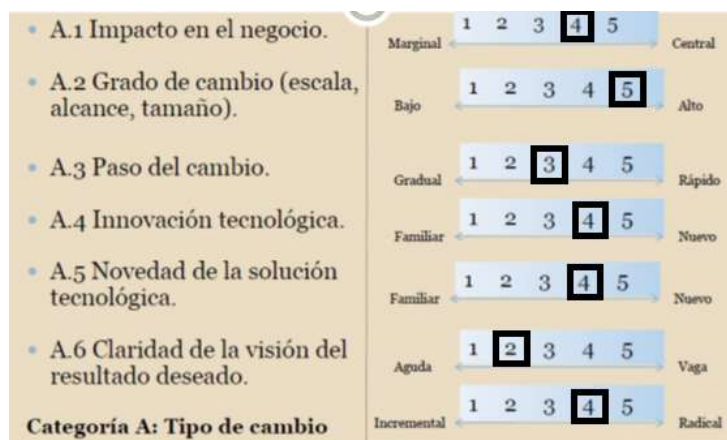 • A.1 Impacto en el negocio.
Marginal 1 2 3 4 5 Central
• A.2 Grado de cambio (escala,
alcance, tamaño).
Bajo 1 2 3 4 5 Alto
• A.3 Paso del cambio.
Gradual 1 2 3 4 5 Rápido
• A.4 Innovación tecnológica.
Familiar 1 2 3 4 5 Nuevo
• A.5 Novedad de la solución
tecnológica.
Familiar 1 2 3 4 5 Nuevo
• A.6 Claridad de la visión del
resultado deseado.
Aguda 1 2 3 4 5 Vaga
Categoría A: Tipo de cambio
Incremental 1 2 3 4 5 Radical